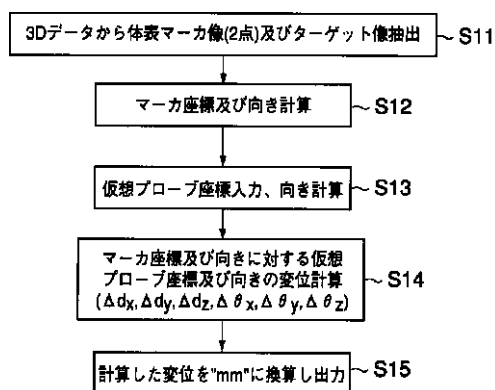 3Dデータから体表マーカ像(2点)及びターゲット像抽出 ~S11
マーカ座標及び向き計算 ~S12
仮想プローブ座標入力、向き計算 ~S13
マーカ座標及び向きに対する仮想
プローブ座標及び向きの変位計算 ~S14
(Δdx,Δdy,Δdz,Δθx,Δθy,Δθz)
計算した変位を"mm"に換算し出力 ~S15